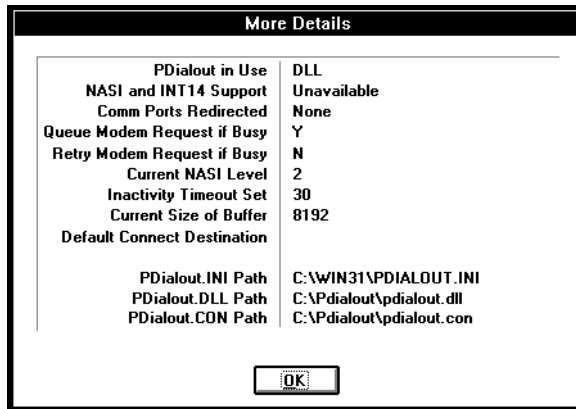 More Details
PDialout in Use DLL
NASI and INT14 Support Unavailable
Comm Ports Redirected None
Queue Modem Request if Busy Y
Retry Modem Request if Busy N
Current NASI Level 2
Inactivity Timeout Set 30
Current Size of Buffer 8192
Default Connect Destination
PDialout.INI Path C:\WIN31\PDIALOUT.INI
PDialout.DLL Path C:\Pdialout\pdialout.dll
PDialout.CON Path C:\Pdialout\pdialout.con
OK